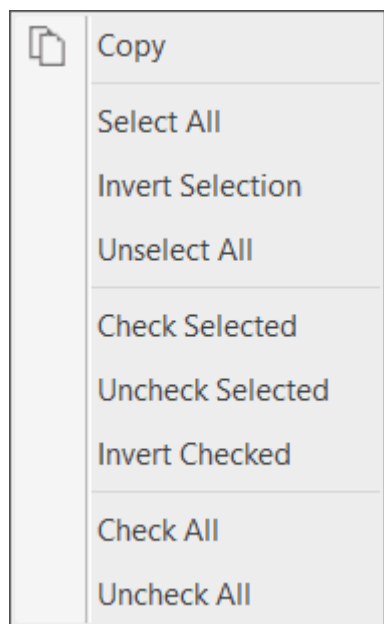 Copy
Select All
Invert Selection
Unselect All
Check Selected
Uncheck Selected
Invert Checked
Check All
Uncheck All